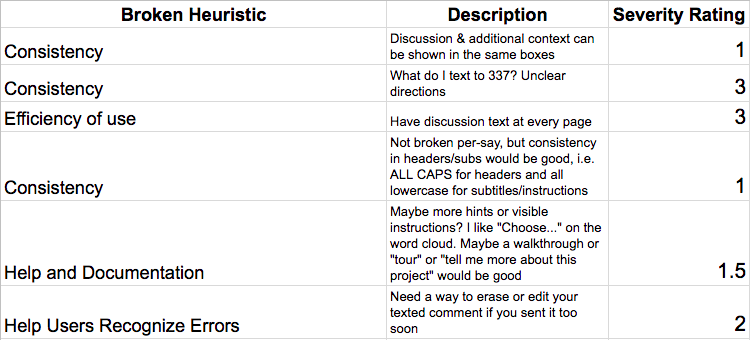 Broken Heuristic Description Severity Rating
Consistency
Discussion & additional context can
be shown in the same boxes
1
Consistency
What do I text to 337? Unclear
directions
3
Efficiency of use
Have discussion text at every page
3
Consistency
Not broken per-say, but consistency
in headers/subs would be good, i.e.
ALL CAPS for headers and all
lowercase for subtitles/instructions
1
Help and Documentation
Maybe more hints or visible
instructions? I like "Choose..." on the
word cloud. Maybe a walkthrough or
"tour" or "tell me more about this
project" would be good
1.5
Help Users Recognize Errors
Need a way to erase or edit your
texted comment if you sent it too
soon
2